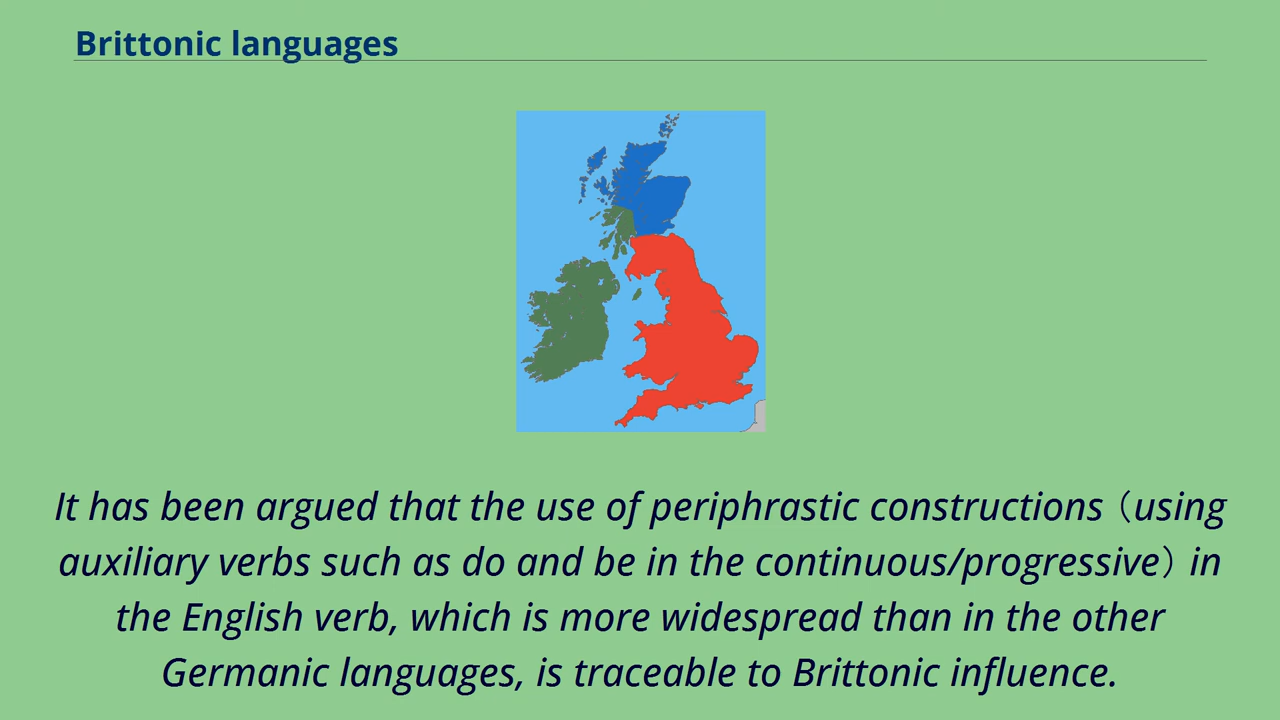 Brittonic languages
It has been argued that the use of periphrastic constructions（using
auxiliary verbs such as do and be in the continuous/progressive）in
the English verb, which is more widespread than in the other
Germanic languages, is traceable to Brittonic influence.